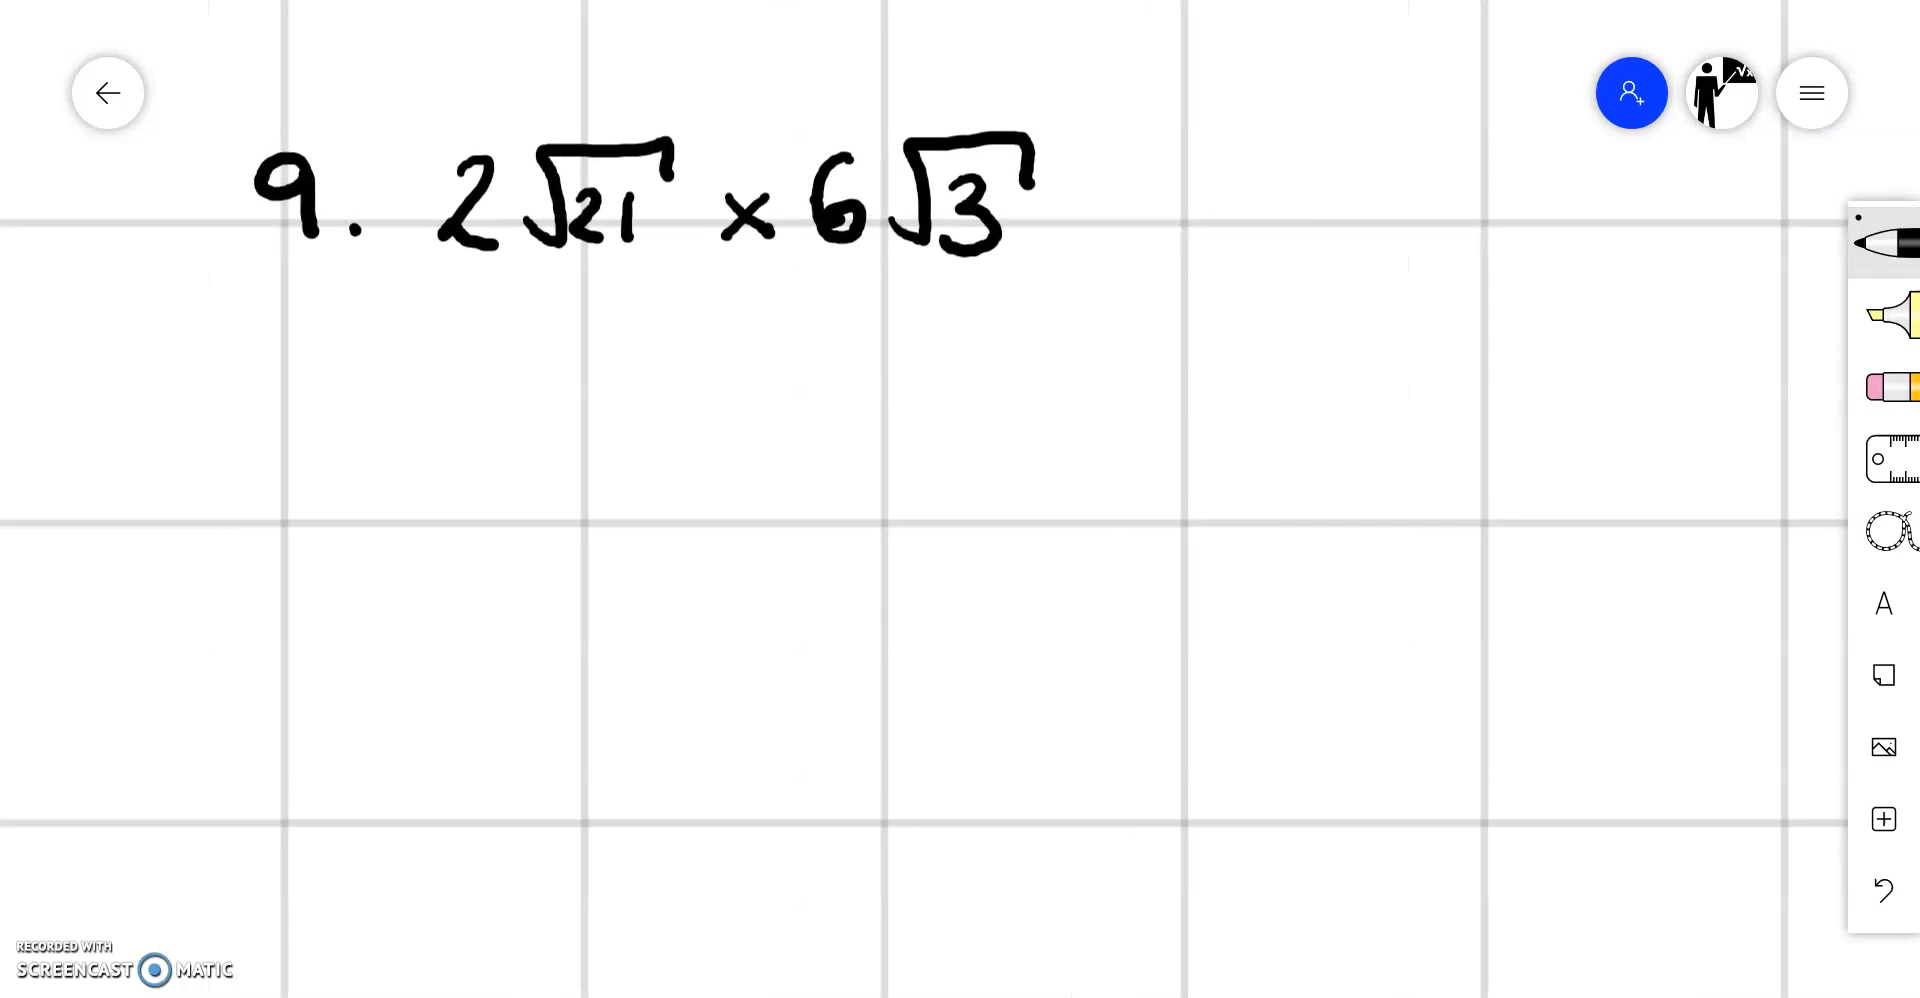 √x
9. 2√21 × 6√3
A
RECORDED WITH
SCREENCAST MATIC